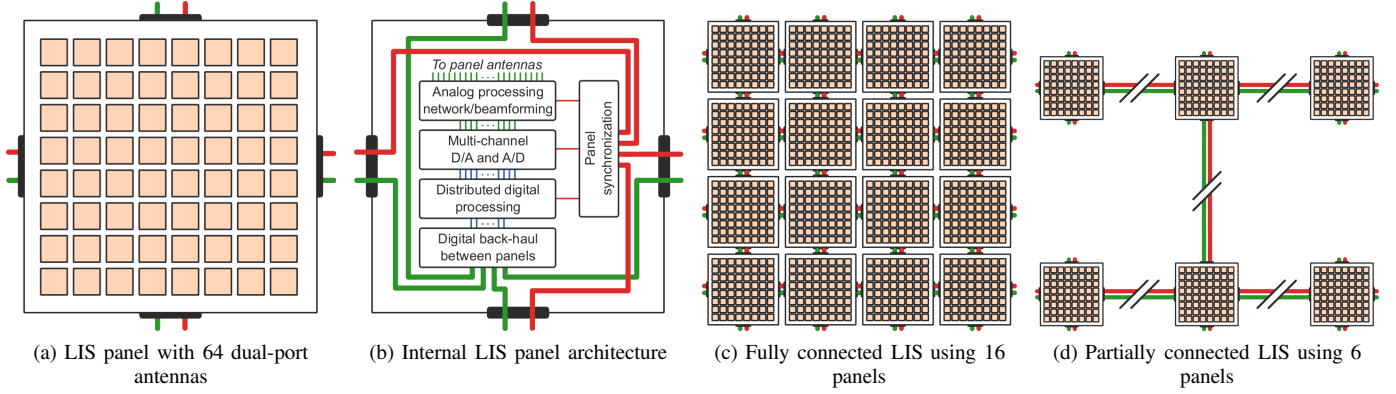 To panel antennas
Analog processing
network/beamforming
Multi-channel
D/A and A/D
Distributed digital
processing
Digital back-haul
between panels
Panel
synchronization
(a) LIS panel with 64 dual-port
antennas
(b) Internal LIS panel architecture
(c) Fully connected LIS using 16
panels
(d) Partially connected LIS using 6
panels